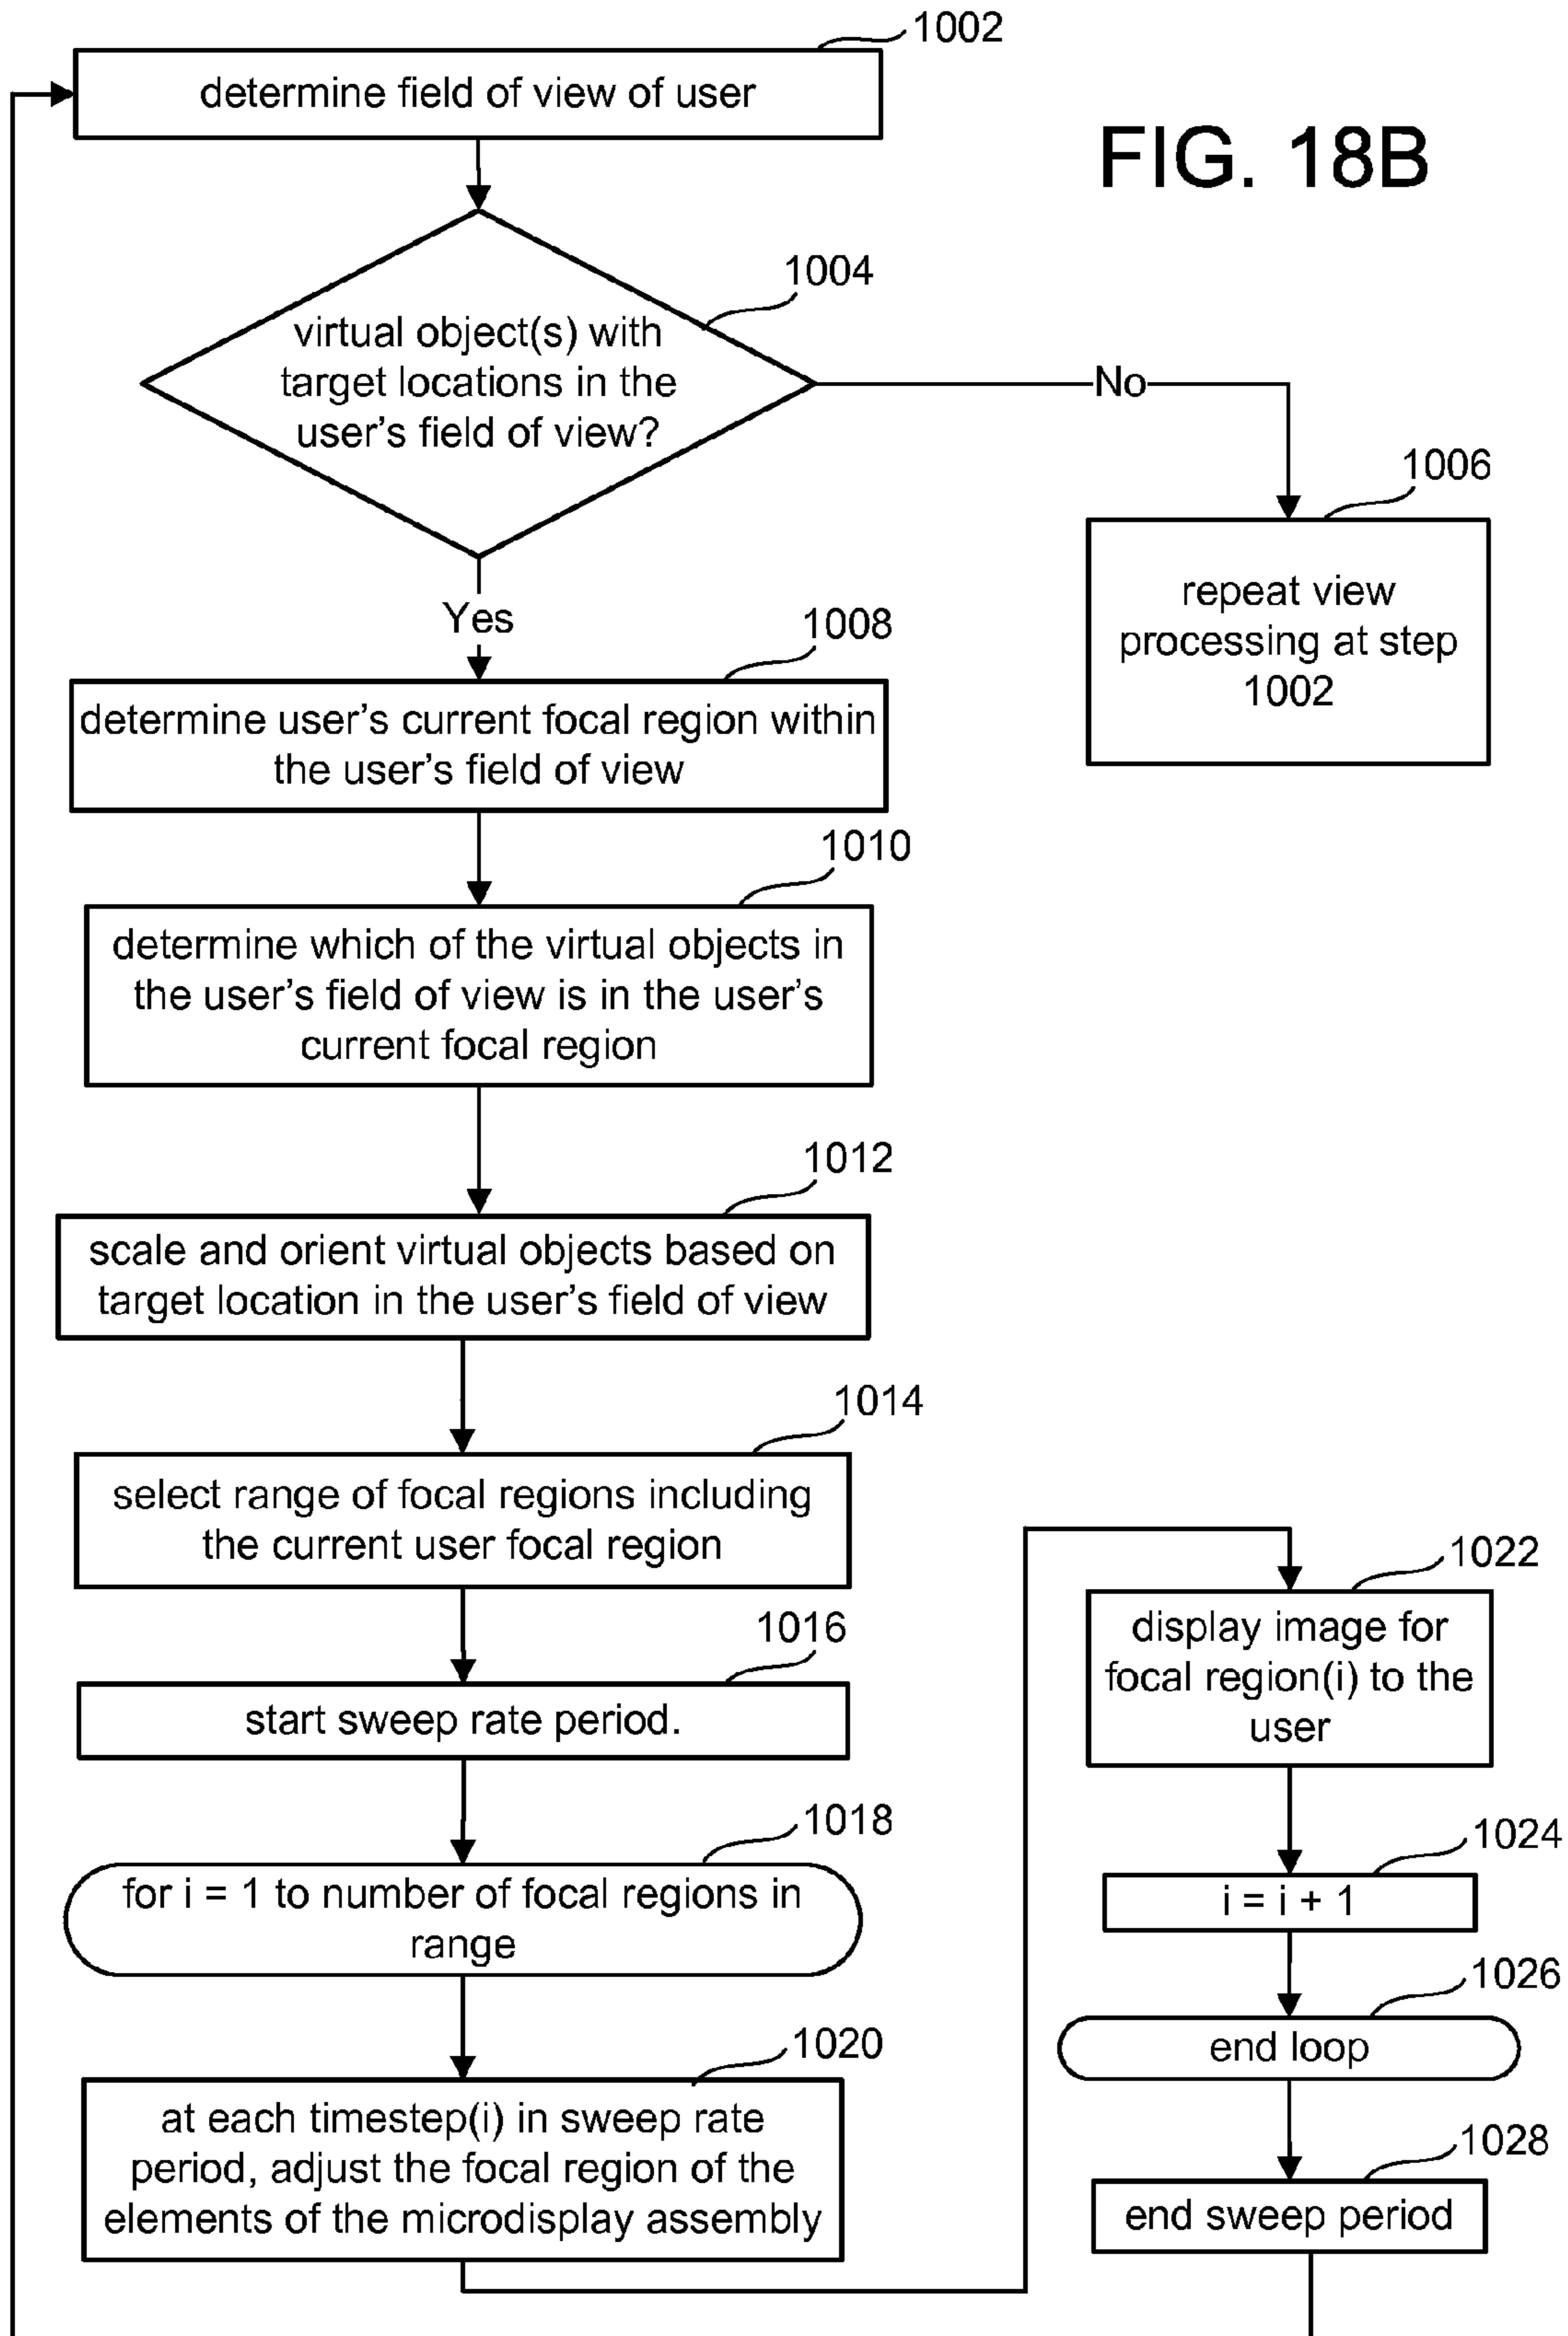 1002
determine field of view of user
FIG. 18B
1004
virtual object(s) with
target locations in the
user's field of view?
No
1006
repeat view
processing at step
1002
Yes
1008
determine user's current focal region within
the user's field of view
1010
determine which of the virtual objects in
the user's field of view is in the user's
current focal region
1012
scale and orient virtual objects based on
target location in the user's field of view
1014
select range of focal regions including
the current user focal region
1016
start sweep rate period.
1018
for i = 1 to number of focal regions in
range
1020
at each timestep(i) in sweep rate
period, adjust the focal region of the
elements of the microdisplay assembly
1022
display image for
focal region(i) to the
user
1024
i = i + 1
1026
end loop
1028
end sweep period